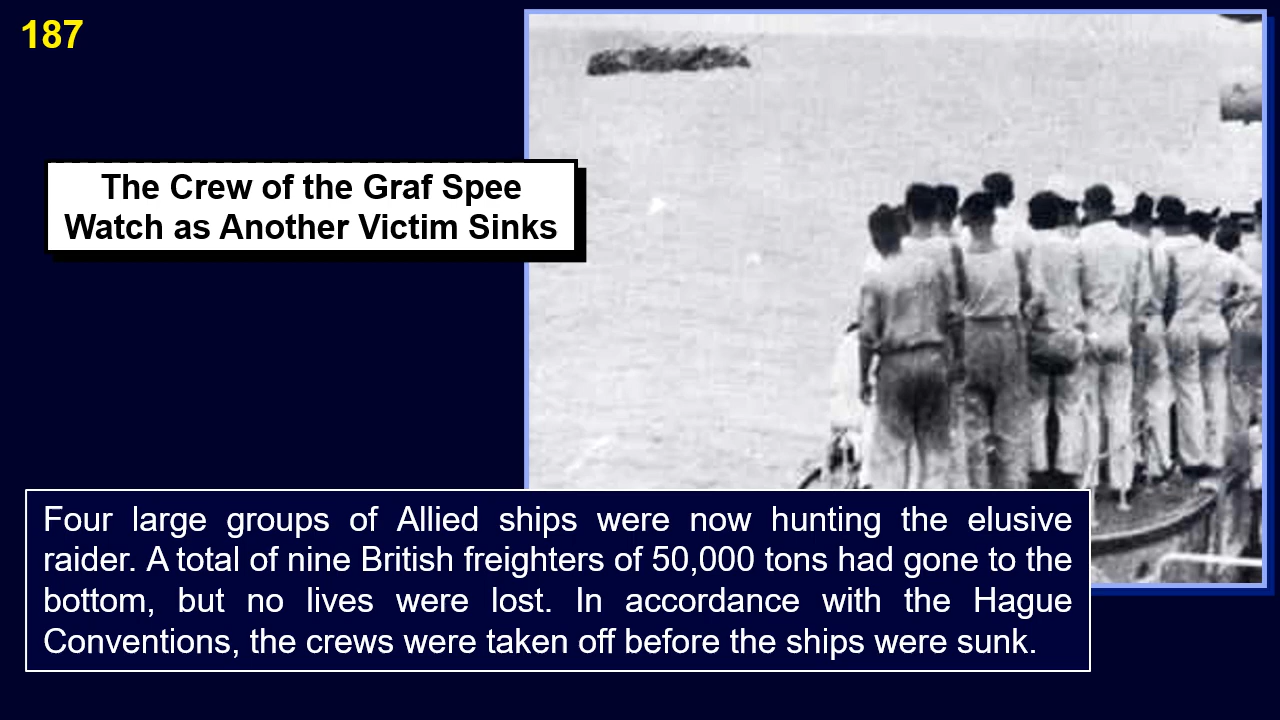 187
The Crew of the Graf Spee
Watch as Another Victim Sinks
Four large groups of Allied ships were now hunting the elusive
raider. A total of nine British freighters of 50,000 tons had gone to the
bottom, but no lives were lost. In accordance with the Hague
Conventions, the crews were taken off before the ships were sunk.